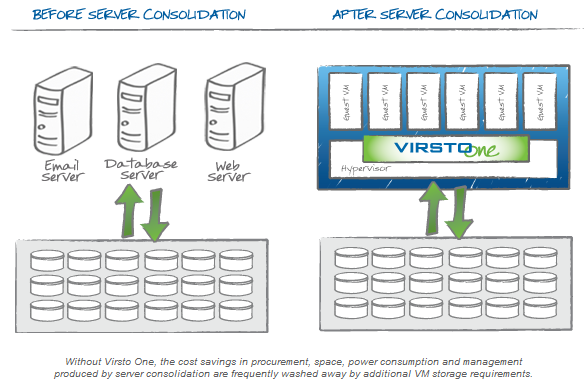 BEFORE SERVER CONSOLIDATION
AFTER SERVER CONSOLIDATION
Email Server
Database Server
Web Server
GUEST VM
GUEST VM
GUEST VM
GUEST VM
GUEST VM
GUEST VM
VIRSTO one
Hypervisor
Without Virsto One, the cost savings in procurement, space, power consumption and management
produced by server consolidation are frequently washed away by additional VM storage requirements.